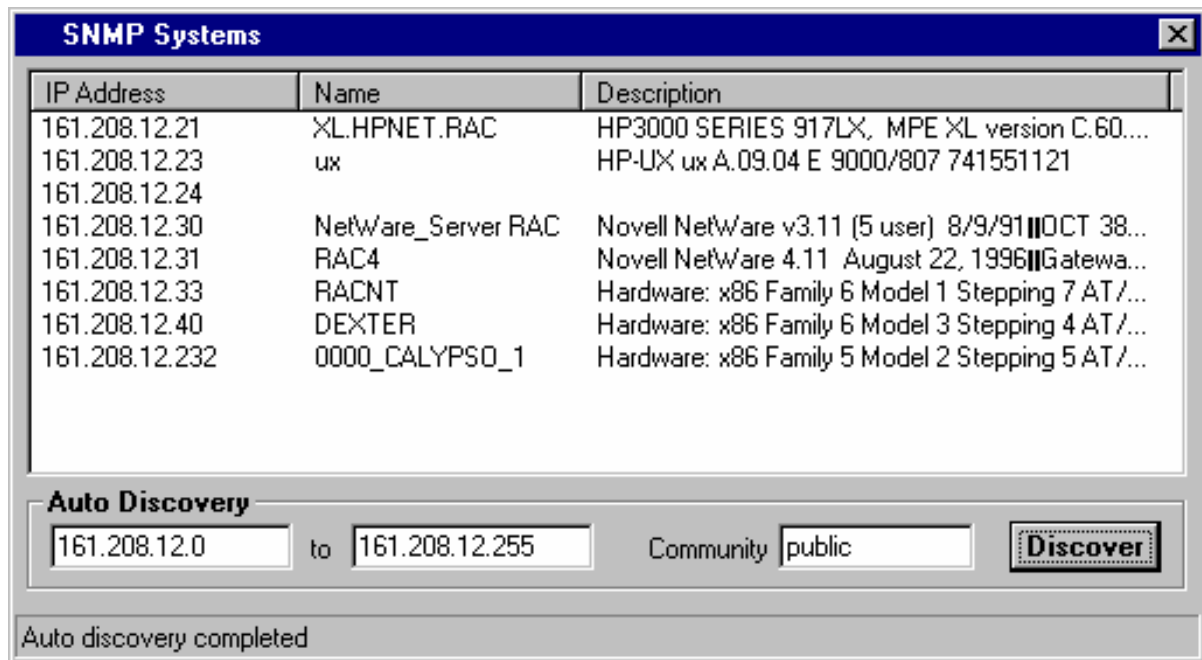 SNMP Systems
IP Address Name Description
161.208.12.21 XL.HPNET.RAC HP3000 SERIES 917LX, MPE XL version C.60....
161.208.12.23 ux HP-UX ux A.09.04 E 9000/807 741551121
161.208.12.24
161.208.12.30 NetWare_Server RAC Novell NetWare v3.11 (5 user) 8/9/91||OCT 38...
161.208.12.31 RAC4 Novell NetWare 4.11 August 22, 1996||Gatewa...
161.208.12.33 RACNT Hardware: x86 Family 6 Model 1 Stepping 7 AT/...
161.208.12.40 DEXTER Hardware: x86 Family 6 Model 3 Stepping 4 AT/...
161.208.12.232 0000_CALYPSO_1 Hardware: x86 Family 5 Model 2 Stepping 5 AT/...
Auto Discovery
161.208.12.0 to 161.208.12.255 Community public Discover
Auto discovery completed